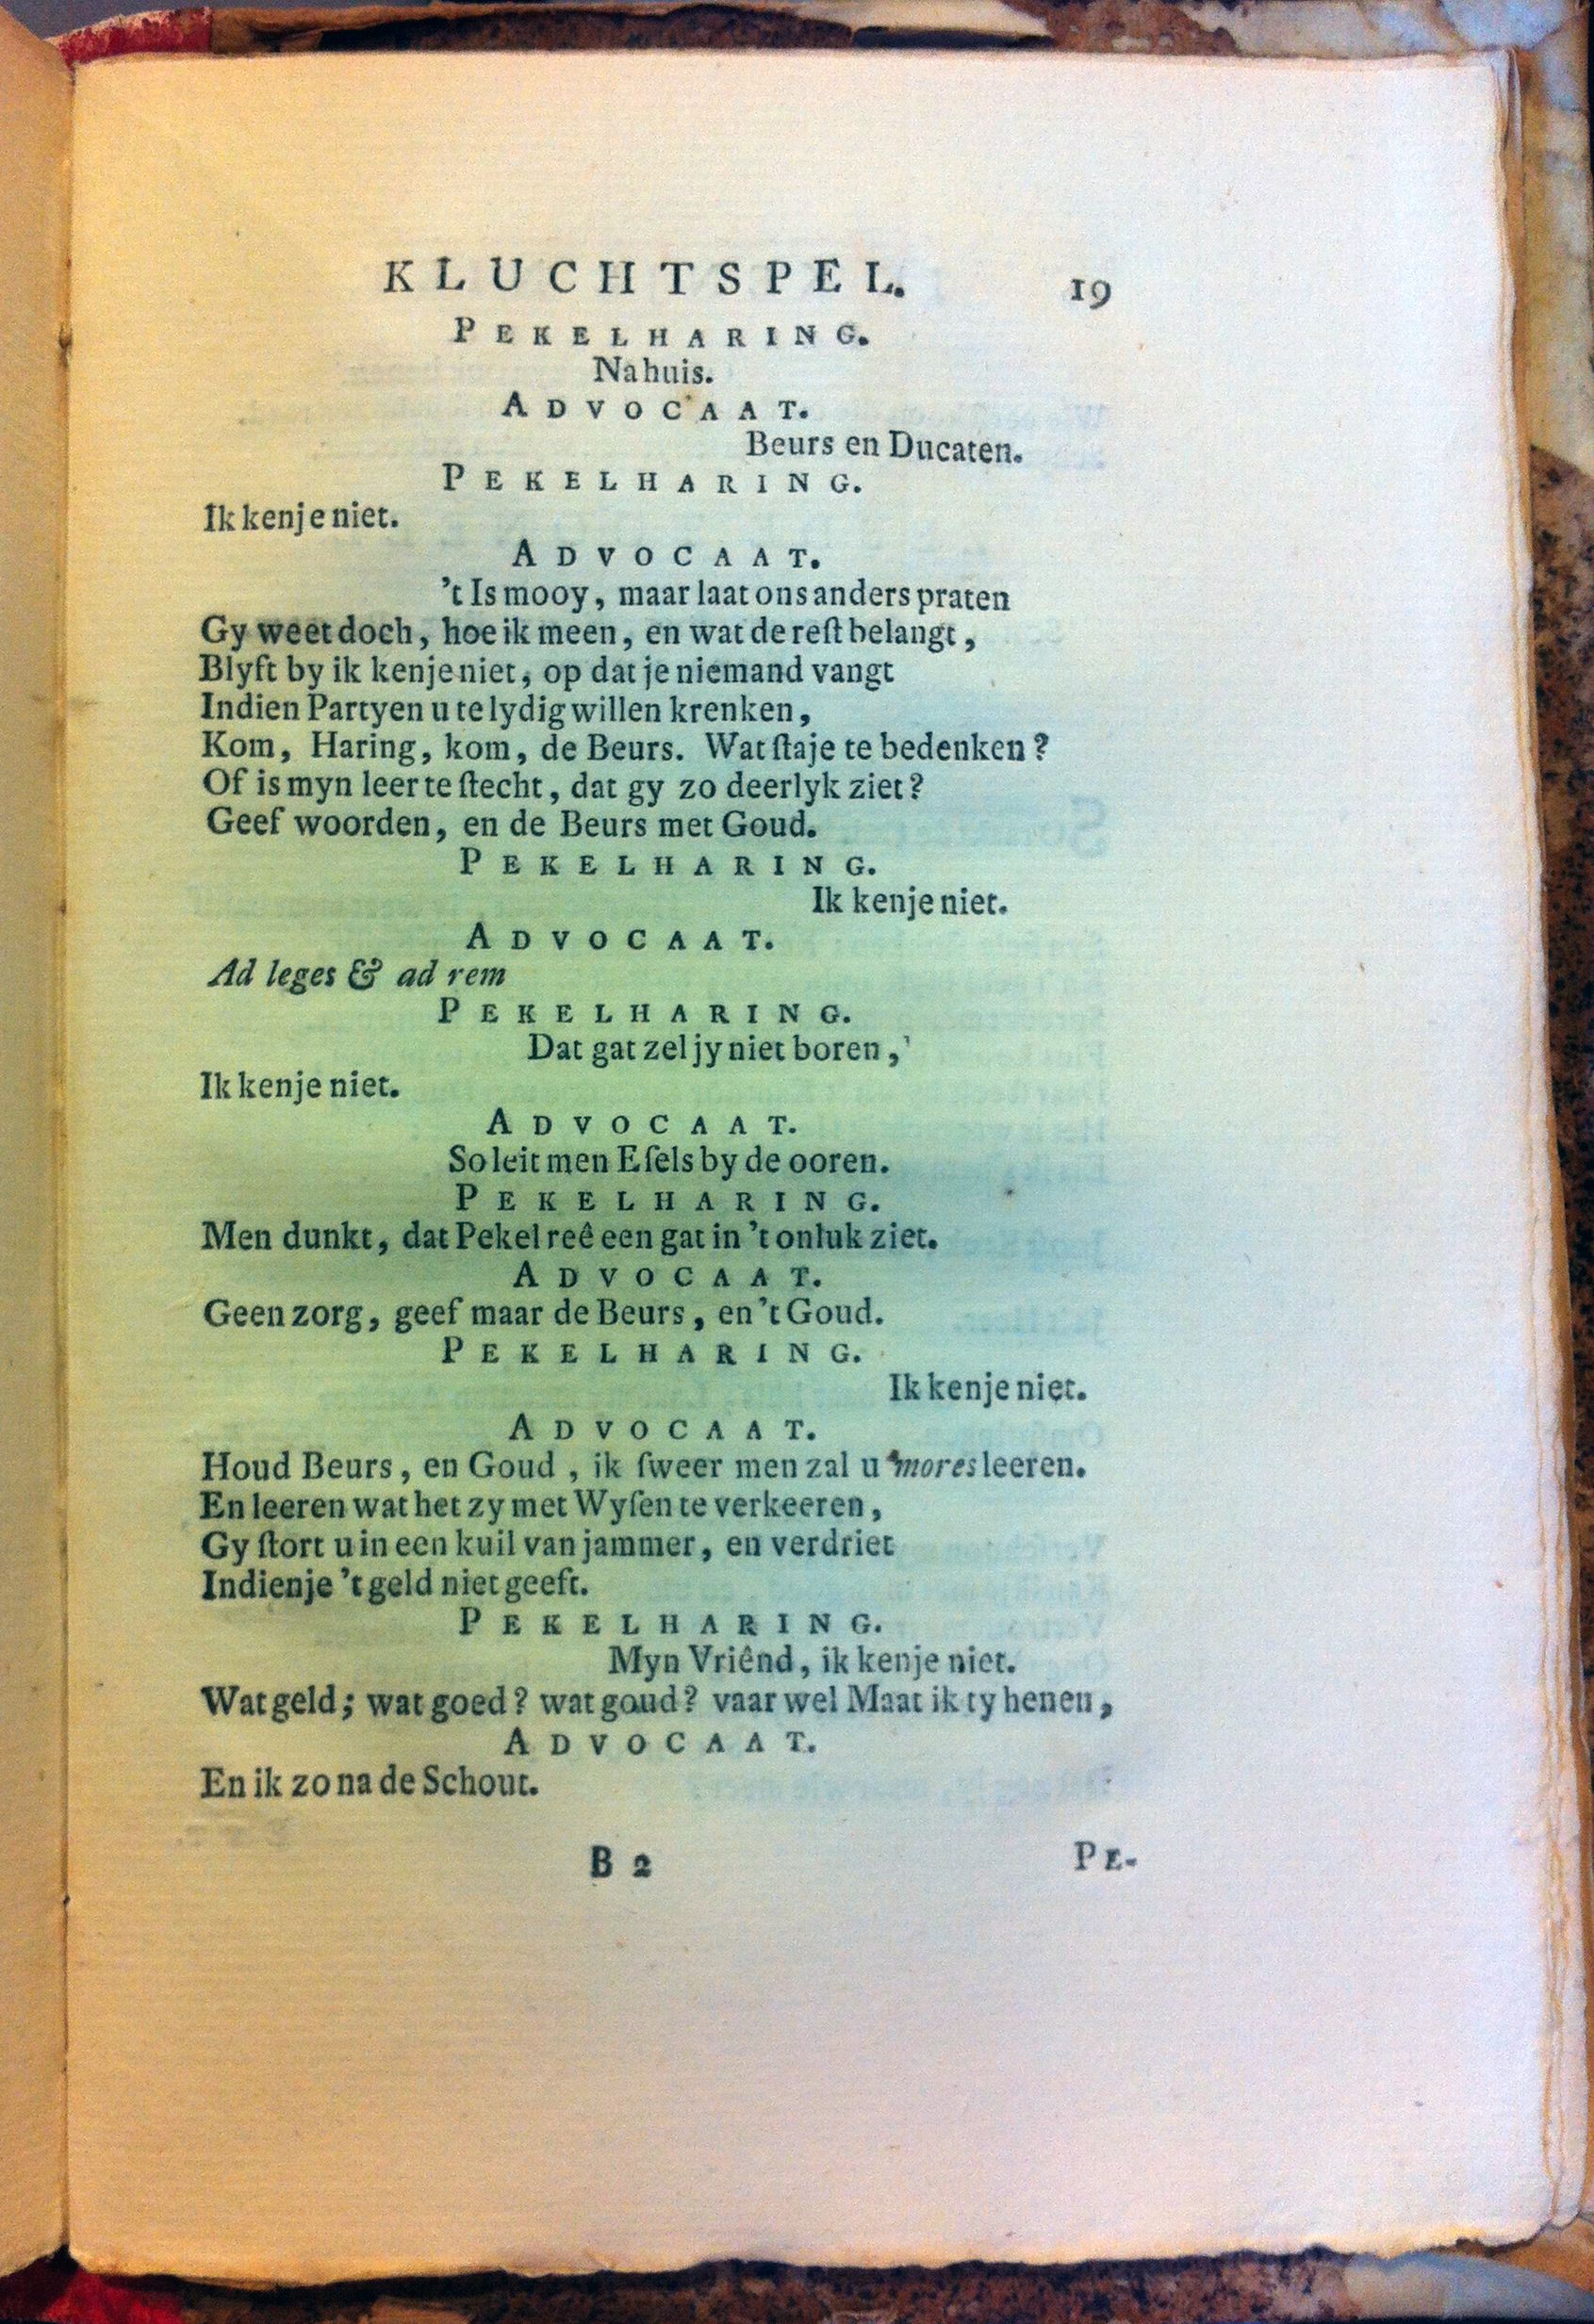 KLUCHTSPEL. 19
PEKELHARING.
Na huis.
ADVOCAAT.
Beurs en Ducaten.
PEKELHARING.
Ik kenje niet.
ADVOCAAT.
't Is mooy, maar laat ons anders praten
Gy weet doch, hoe ik meen, en wat de reſt belangt,
Blyft by ik kenje niet, op dat je niemand vangt
Indien Partyen u te lydig willen krenken,
Kom, Haring, kom, de Beurs. Wat ſtaje te bedenken?
Of is myn leer te ſtecht, dat gy zo deerlyk ziet?
Geef woorden, en de Beurs met Goud.
PEKELHARING.
Ik kenje niet.
ADVOCAAT.
Ad leges & ad rem
PEKELHARING.
Dat gat zel jy niet boren,
Ik kenje niet.
ADVOCAAT.
So leit men Eſels by de ooren.
PEKELHARING.
Men dunkt, dat Pekel reê een gat in 't onluk ziet.
ADVOCAAT.
Geen zorg, geef maar de Beurs, en 't Goud.
PEKELHARING.
Ik kenje niet.
ADVOCAAT.
Houd Beurs, en Goud, ik ſweer men zal u mores leeren.
En leeren wat het zy met Wyſen te verkeeren,
Gy ſtort u in een kuil van jammer, en verdriet
Indienje 't geld niet geeft.
PEKELHARING.
Myn Vriênd, ik kenje niet.
Wat geld; wat goed? wat goud? vaar wel Maat ik ty henen,
ADVOCAAT.
En ik zo na de Schout.
B 2 PE-